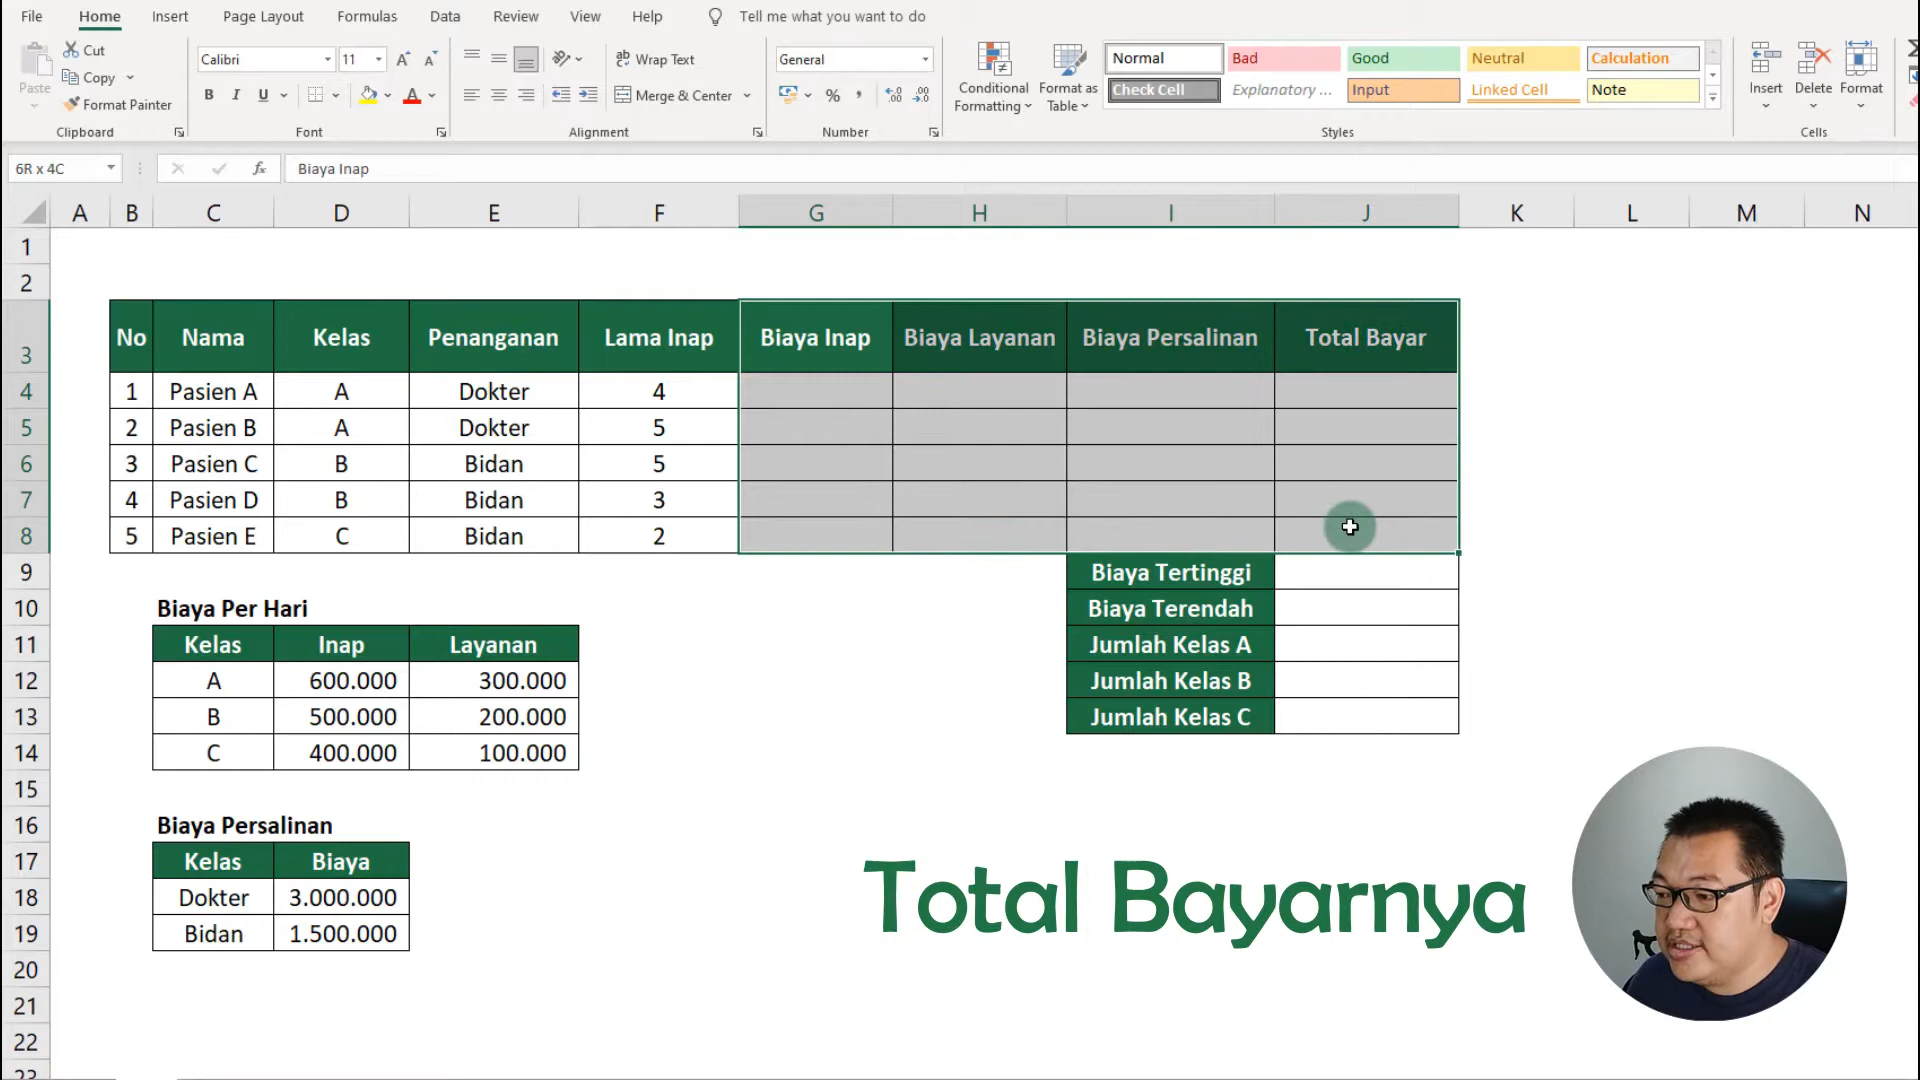 File Home Insert Page Layout Formulas Data Review View Help Tell me what you want to do
Paste Cut Copy Format Painter Clipboard
Calibri 11 B I U Font
Wrap Text Merge & Center Alignment
General % Number
Conditional Formatting Format as Table
Normal Bad Good Neutral Calculation
Check Cell Explanatory ... Input Linked Cell Note
Styles
Insert Delete Format Cells
6R x 4C fx Biaya Inap
A B C D E F G H I J K L M N
1
2
3 No Nama Kelas Penanganan Lama Inap Biaya Inap Biaya Layanan Biaya Persalinan Total Bayar
4 1 Pasien A A Dokter 4
5 2 Pasien B A Dokter 5
6 3 Pasien C B Bidan 5
7 4 Pasien D B Bidan 3
8 5 Pasien E C Bidan 2
9 Biaya Tertinggi
10 Biaya Per Hari Biaya Terendah
11 Kelas Inap Layanan Jumlah Kelas A
12 A 600.000 300.000 Jumlah Kelas B
13 B 500.000 200.000 Jumlah Kelas C
14 C 400.000 100.000
15
16 Biaya Persalinan
17 Kelas Biaya
18 Dokter 3.000.000
19 Bidan 1.500.000
20
21
22
23
Total Bayarnya